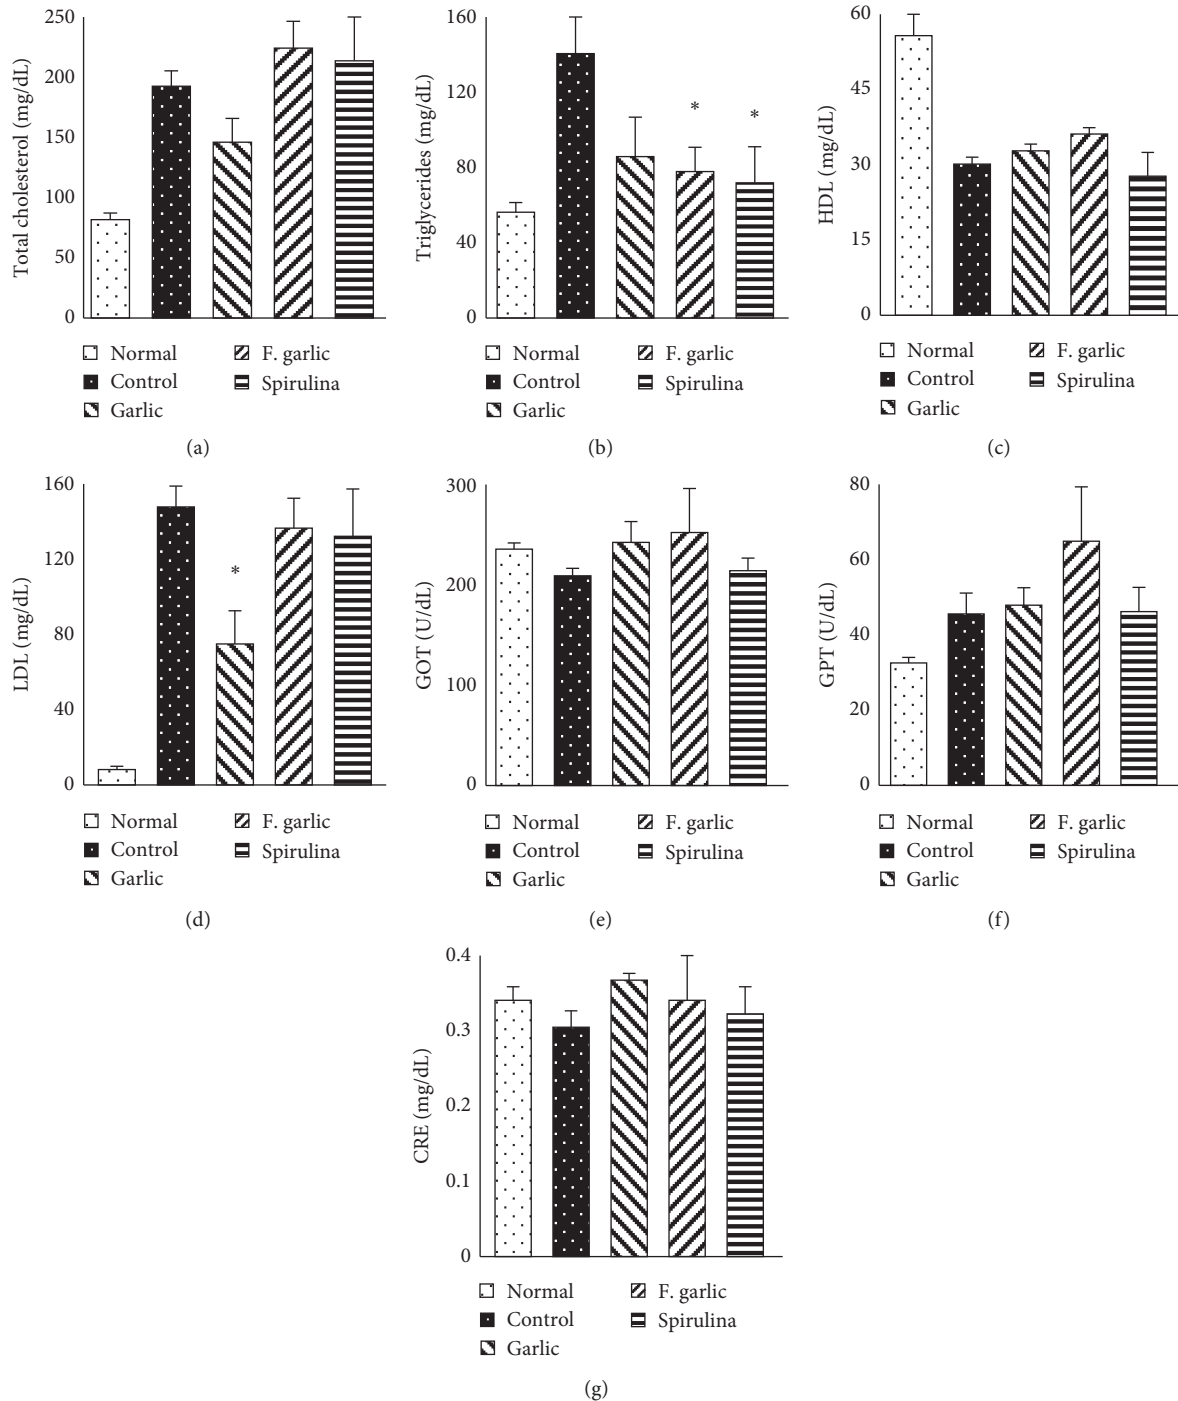 Total cholesterol (mg/dL)
250
200
150
100
50
0
Normal
F. garlic
Control
Spirulina
Garlic
(a)
Triglycerides (mg/dL)
160
120
80
40
0
*
*
Normal
F. garlic
Control
Spirulina
Garlic
(b)
HDL (mg/dL)
60
45
30
15
0
Normal
F. garlic
Control
Spirulina
Garlic
(c)
LDL (mg/dL)
160
120
80
40
0
*
Normal
F. garlic
Control
Spirulina
Garlic
(d)
GOT (U/dL)
300
200
100
0
Normal
F. garlic
Control
Spirulina
Garlic
(e)
GPT (U/dL)
80
60
40
20
0
Normal
F. garlic
Control
Spirulina
Garlic
(f)
CRE (mg/dL)
0.4
0.3
0.2
0.1
0
Normal
F. garlic
Control
Spirulina
Garlic
(g)